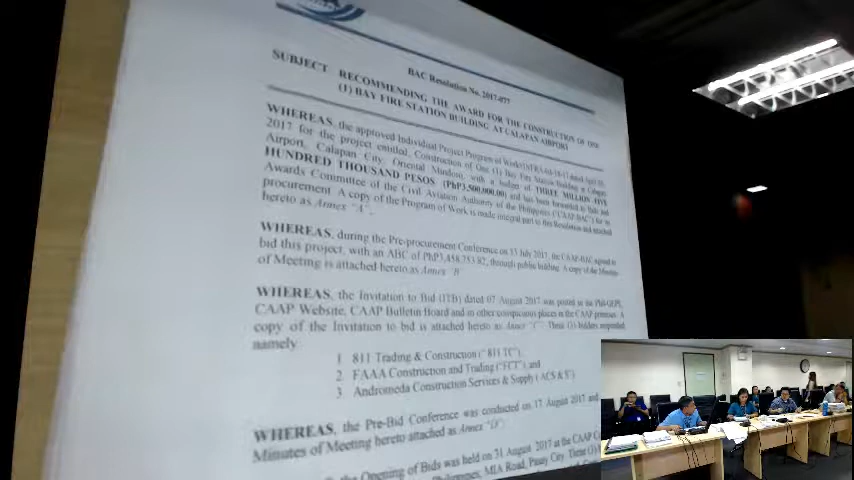 BAC Resolution No. 2017-077
SUBJECT RECOMMENDING THE AWARD FOR THE CONSTRUCTION OF ONE
(1) BAY FIRE STATION BUILDING AT CALAPAN AIRPORT
WHEREAS, the approved Individual Project Program of Works
2017 for the project entitled, Construction of One (1) Bay Fire Station Building at Calapan
Airport, Calapan City, Oriental Mindoro, with a budget of THREE MILLION FIVE
HUNDRED THOUSAND PESOS (PhP3,500,000.00) and has been forwarded to Bids and
Awards Committee of the Civil Aviation Authority of the Philippines ("CAAP-BAC") for its
procurement. A copy of the Program of Work is made integral part to this Resolution and attached
hereto as Annex "A".
WHEREAS, during the Pre-procurement Conference on 13 July 2017, the CAAP-BAC agreed to
bid this project, with an ABC of PhP3,458,753.82, through public bidding. A copy of the Minutes
of Meeting is attached hereto as Annex "B"
WHEREAS, the Invitation to Bid (ITB) dated 07 August 2017 was posted in the PhilGEPS,
CAAP Website, CAAP Bulletin Board and in other conspicuous places in the CAAP premises. A
copy of the Invitation to bid is attached hereto as Annex "C". Three (3) bidders responded
namely
1 811 Trading & Construction ("811 TC"),
2 FAAA Construction and Trading ("FCT"), and
3 Andromeda Construction Services & Supply (ACS & S")
WHEREAS, the Pre-Bid Conference was conducted on 17 August 2017 and
Minutes of Meeting hereto attached as Annex "D"
the Opening of Bids was held on 31 August 2017 at the CAAP
Philippines, MIA Road, Pasay City. Three (3)